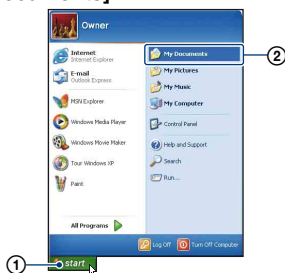 Owner
Internet
Internet Explorer
E-mail
Outlook Express
MSN Explorer
Windows Media Player
Windows Movie Maker
Tour Windows XP
Paint
All Programs
My Documents
My Pictures
My Music
My Computer
Control Panel
Help and Support
Search
Run...
Log Off
Turn Off Computer
start
1
2